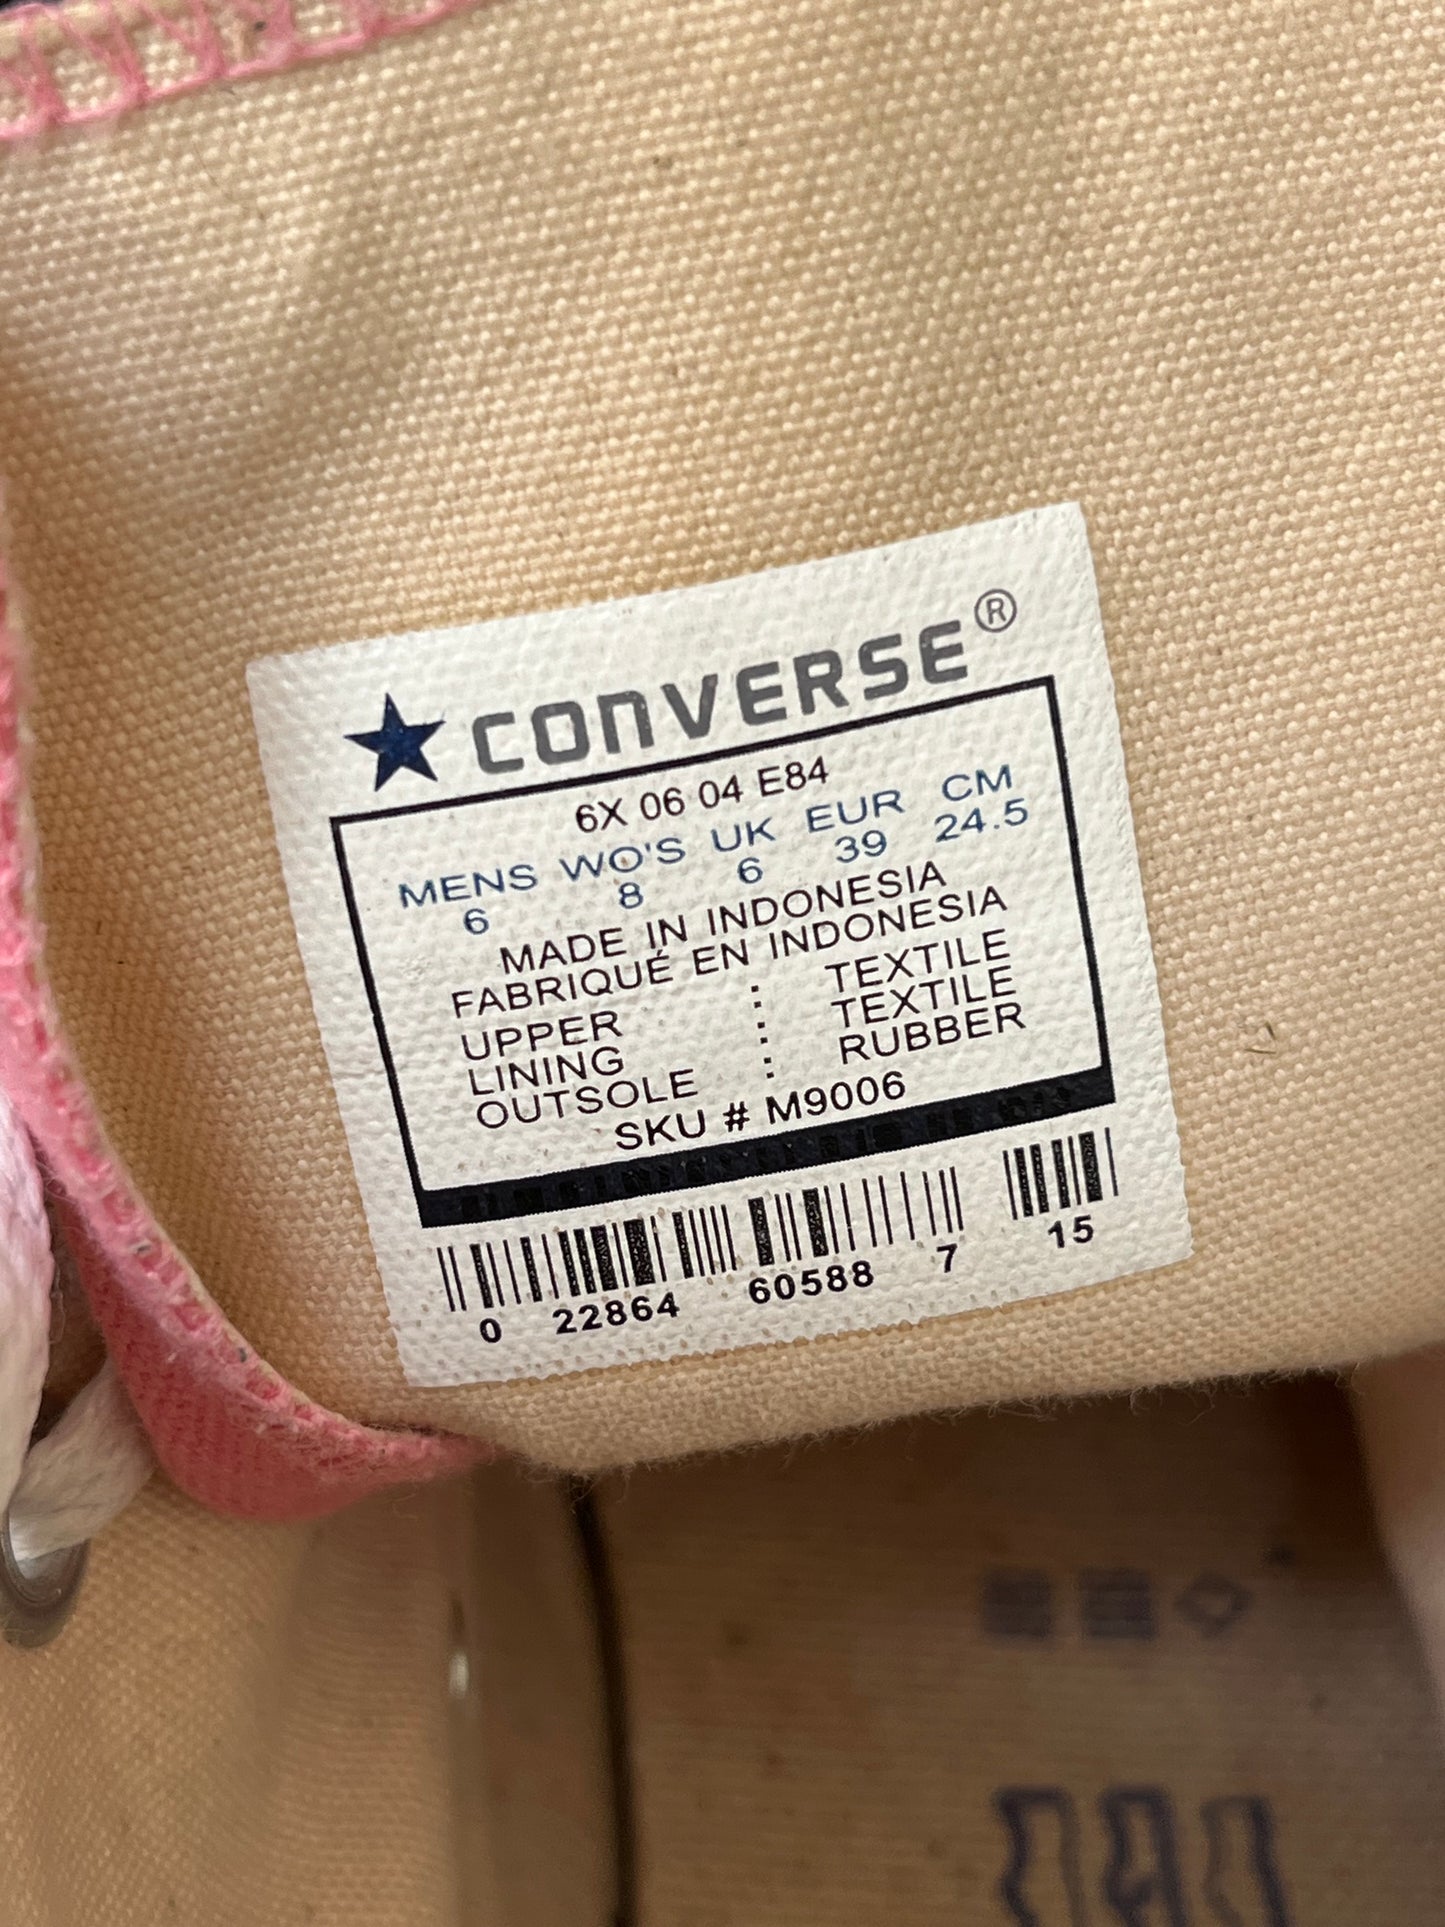 ★ CONVERSE®
6X 06 04 E84
MENS WO'S UK EUR CM
6 8 6 39 24.5
MADE IN INDONESIA
FABRIQUÉ EN INDONESIA
UPPER : TEXTILE
LINING : TEXTILE
OUTSOLE : RUBBER
SKU # M9006
0 22864 60588 7 15